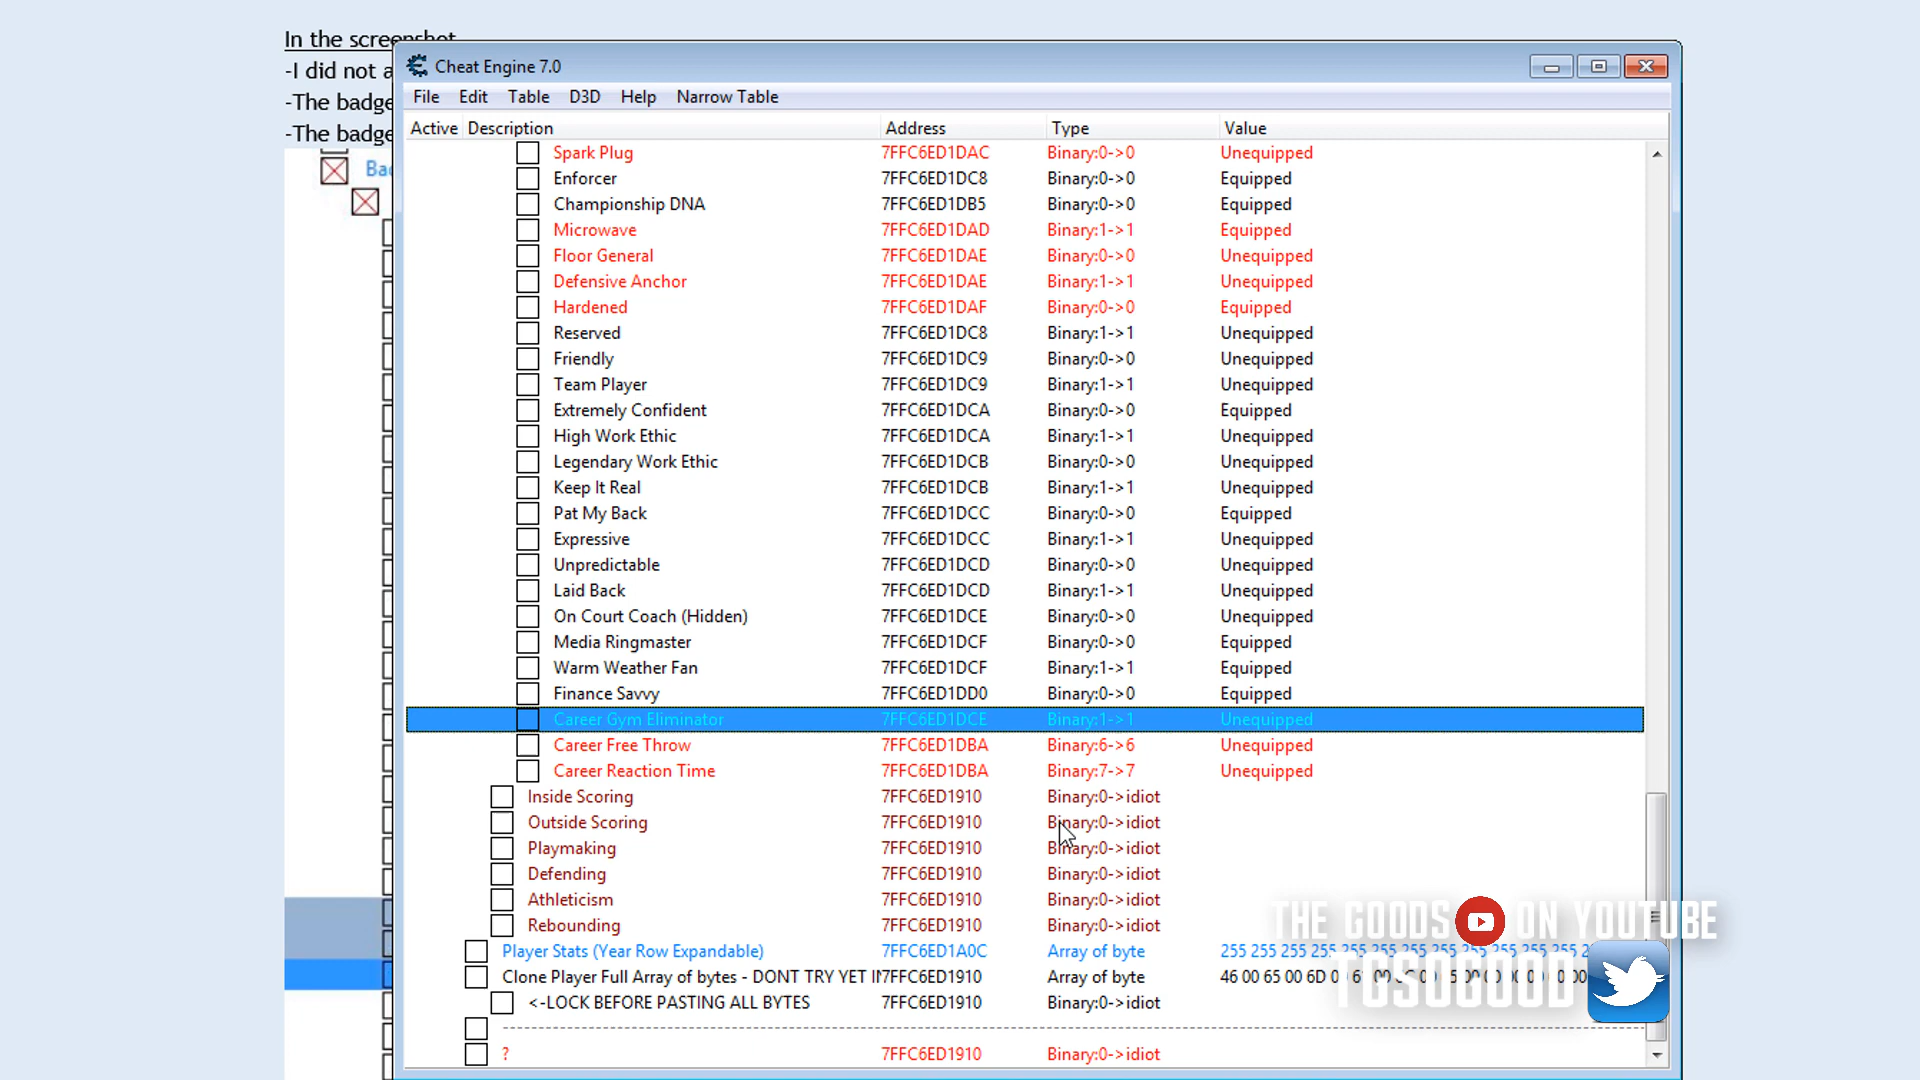 In the screenshot
-I did not a
-The badge
-The badge
Cheat Engine 7.0
File Edit Table D3D Help Narrow Table
Active Description Address Type Value
Spark Plug 7FFC6ED1DAC Binary:0->0 Unequipped
Enforcer 7FFC6ED1DC8 Binary:0->0 Equipped
Championship DNA 7FFC6ED1DB5 Binary:0->0 Equipped
Microwave 7FFC6ED1DAD Binary:1->1 Equipped
Floor General 7FFC6ED1DAE Binary:0->0 Unequipped
Defensive Anchor 7FFC6ED1DAE Binary:1->1 Unequipped
Hardened 7FFC6ED1DAF Binary:0->0 Equipped
Reserved 7FFC6ED1DC8 Binary:1->1 Unequipped
Friendly 7FFC6ED1DC9 Binary:0->0 Unequipped
Team Player 7FFC6ED1DC9 Binary:1->1 Unequipped
Extremely Confident 7FFC6ED1DCA Binary:0->0 Equipped
High Work Ethic 7FFC6ED1DCA Binary:1->1 Unequipped
Legendary Work Ethic 7FFC6ED1DCB Binary:0->0 Unequipped
Keep It Real 7FFC6ED1DCB Binary:1->1 Unequipped
Pat My Back 7FFC6ED1DCC Binary:0->0 Equipped
Expressive 7FFC6ED1DCC Binary:1->1 Unequipped
Unpredictable 7FFC6ED1DCD Binary:0->0 Unequipped
Laid Back 7FFC6ED1DCD Binary:1->1 Unequipped
On Court Coach (Hidden) 7FFC6ED1DCE Binary:0->0 Unequipped
Media Ringmaster 7FFC6ED1DCF Binary:0->0 Equipped
Warm Weather Fan 7FFC6ED1DCF Binary:1->1 Equipped
Finance Savvy 7FFC6ED1DD0 Binary:0->0 Equipped
Career Gym Eliminator 7FFC6ED1DCE Binary:1->1 Unequipped
Career Free Throw 7FFC6ED1DBA Binary:6->6 Unequipped
Career Reaction Time 7FFC6ED1DBA Binary:7->7 Unequipped
Inside Scoring 7FFC6ED1910 Binary:0->idiot
Outside Scoring 7FFC6ED1910 Binary:0->idiot
Playmaking 7FFC6ED1910 Binary:0->idiot
Defending 7FFC6ED1910 Binary:0->idiot
Athleticism 7FFC6ED1910 Binary:0->idiot
Rebounding 7FFC6ED1910 Binary:0->idiot
THE GOODS ON YOUTUBE
Player Stats (Year Row Expandable) 7FFC6ED1A0C Array of byte 255 255 255 255 255 255
Clone Player Full Array of bytes - DONT TRY YET 7FFC6ED1910 Array of byte 46 00 65 00 6D
TGSOGOOD
<-LOCK BEFORE PASTING ALL BYTES 7FFC6ED1910 Binary:0->idiot
? 7FFC6ED1910 Binary:0->idiot